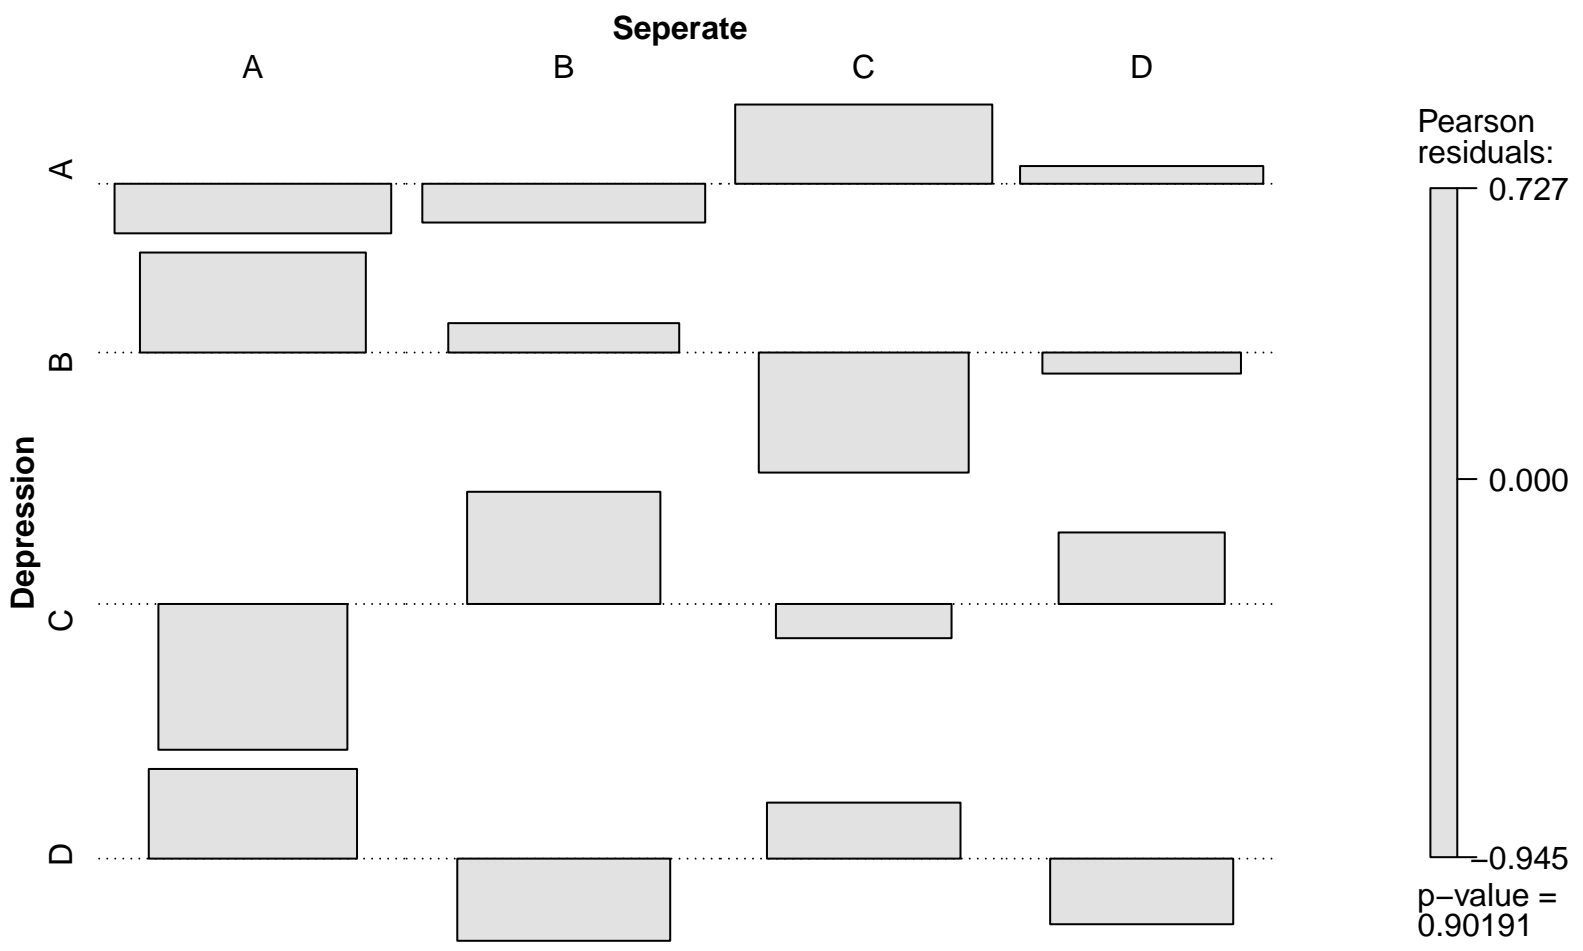 Seperate
A B C D
Depression
A
B
C
D
Pearson
residuals:
0.727
0.000
−0.945
p−value =
0.90191